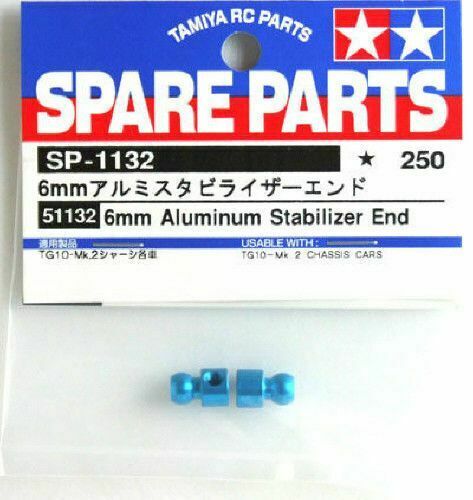 TAMIYA RC PARTS
SPARE PARTS
SP-1132 ★ 250
6mmアルミスタビライザーエンド
51132 6mm Aluminum Stabilizer End
適用製品
TG10-Mk.2シャーシ各車
USABLE WITH :
TG10-Mk 2 CHASSIS CARS